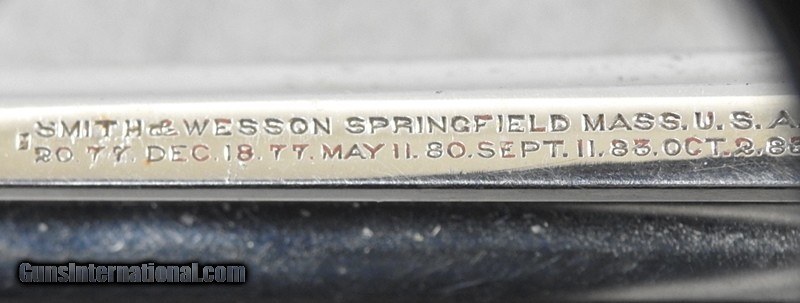 SMITH & WESSON SPRINGFIELD MASS. U.S.A.
20.77. DEC. 18.77. MAY 11.80. SEPT. 11.83. OCT. 2.83
GunsInternational.com